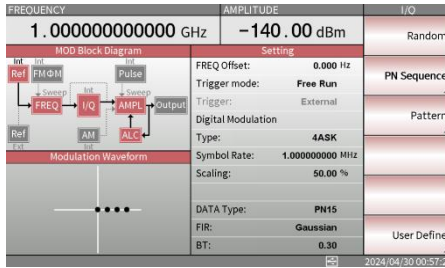 FREQUENCY
AMPLITUDE
I/Q
1.000000000000 GHz
-140.00 dBm
Random
PN Sequence
Pattern
User Define
MOD Block Diagram
Int
Int
Int
Ref
FMΦM
Pulse
Sweep
Int
Sweep
FREQ
I/Q
AMPL
Output
Ref
AM
ALC
Ext
Int
Modulation Waveform
Setting
FREQ Offset: 0.000 Hz
Trigger mode: Free Run
Trigger: External
Digital Modulation
Type: 4ASK
Symbol Rate: 1.000000000 MHz
Scaling: 50.00 %
DATA Type: PN15
FIR: Gaussian
BT: 0.30
2024/04/30 00:57:2